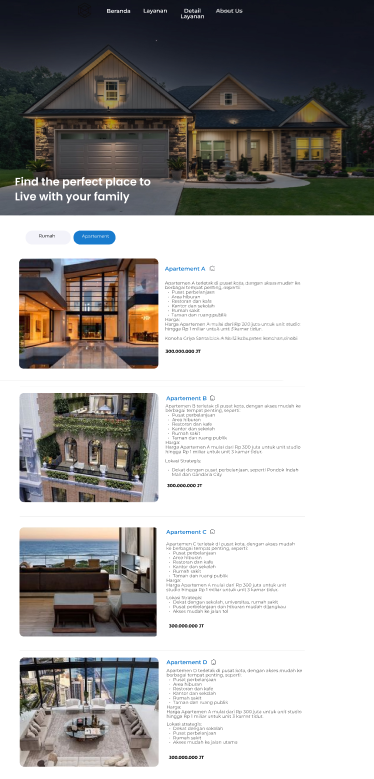 Beranda
Layanan
Detail
Layanan
About Us
Find the perfect place to
Live with your family
Rumah
Apartement
Apartement A
Apartemen A terletak di pusat kota, dengan akses mudah ke
berbagai tempat penting, seperti:
- Pusat perbelanjaan
- Area hiburan
- Restoran dan kafe
- Kantor dan sekolah
- Rumah sakit
- Taman dan ruang publik
Harga:
Harga Apartemen A mulai dari Rp 300 juta untuk unit studio
hingga Rp 1 miliar untuk unit 3 kamar tidur.
300.000.000 JT
Apartement B
Apartemen B terletak di pusat kota, dengan akses mudah ke
berbagai tempat penting, seperti:
- Pusat perbelanjaan
- Area hiburan
- Restoran dan kafe
- Kantor dan sekolah
- Rumah sakit
- Taman dan ruang publik
Harga:
Harga Apartemen A mulai dari Rp 300 juta untuk unit studio
hingga Rp 1 miliar untuk unit 3 kamar tidur.
Lokasi Strategis:
- Dekat dengan pusat perbelanjaan, seperti Pondok Indah
Mall dan Gandaria City
300.000.000 JT
Apartement C
Apartemen C terletak di pusat kota, dengan akses mudah
ke berbagai tempat penting, seperti:
- Pusat perbelanjaan
- Area hiburan
- Restoran dan kafe
- Kantor dan sekolah
- Rumah sakit
- Taman dan ruang publik
Harga:
Harga Apartemen A mulai dari Rp 300 juta untuk unit
studio hingga Rp 1 miliar untuk unit 3 kamar tidur.
Lokasi Strategis:
- Dekat dengan sekolah, universitas, rumah sakit
- Pusat perbelanjaan dan hiburan mudah dijangkau
- Akses mudah ke jalan tol
300.000.000 JT
Apartement D
Apartemen D terletak di pusat kota, dengan akses mudah ke
berbagai tempat penting, seperti:
- Pusat perbelanjaan
- Area hiburan
- Restoran dan kafe
- Kantor dan sekolah
- Rumah sakit
- Taman dan ruang publik
Harga:
Harga Apartemen A mulai dari Rp 300 juta untuk unit studio
hingga Rp 1 miliar untuk unit 3 kamar tidur.
Lokasi strategis:
- Dekat dengan sekolah
- Pusat perbelanjaan
- Rumah sakit
- Akses mudah ke jalan utama
300.000.000 JT